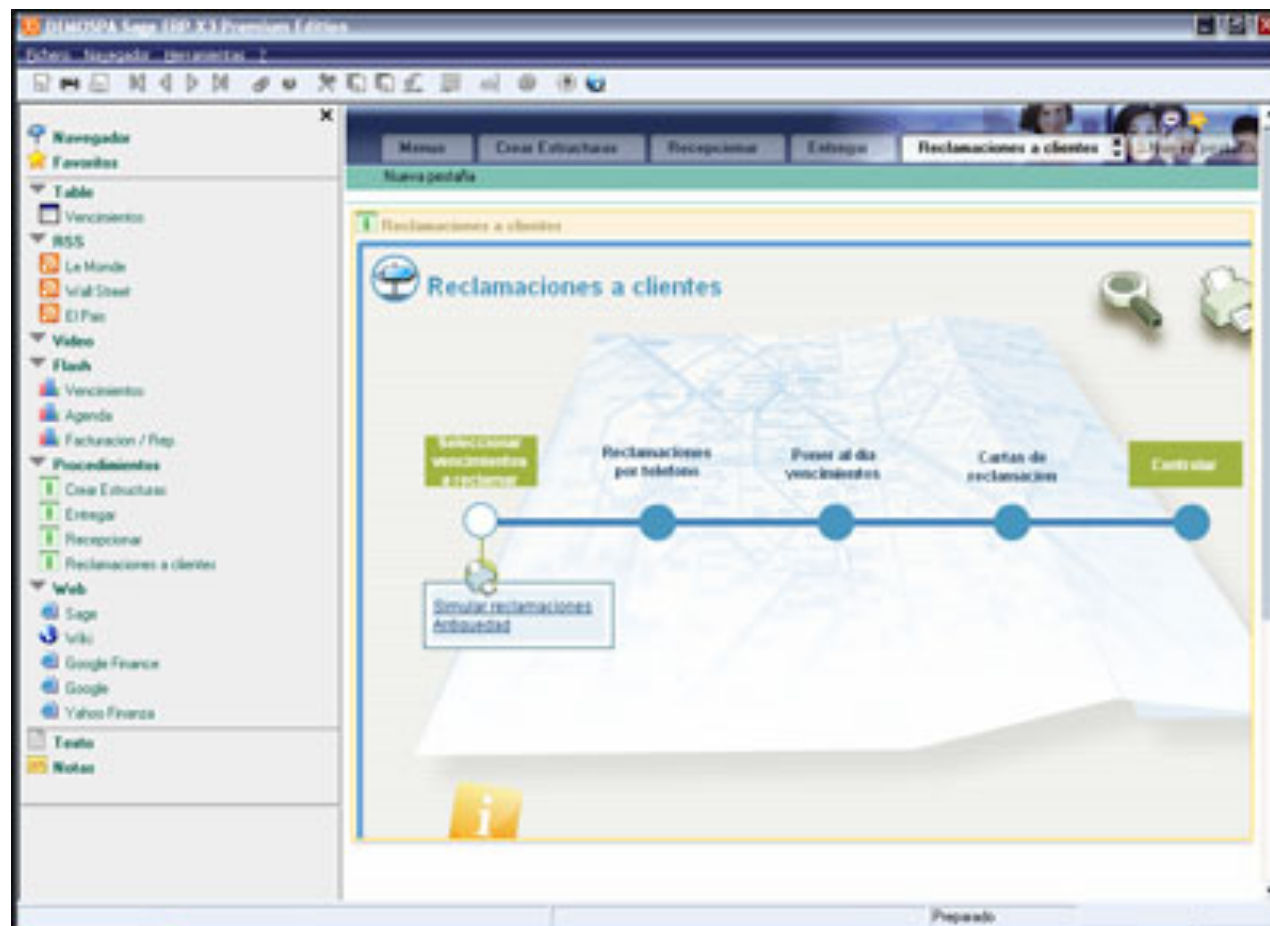 DEMOSPA Sage ERP X3 Premium Edition
Fichero Navegador Herramientas ?
Navegador
Favoritos
Table
Vencimientos
RSS
Le Monde
Wall Street
El Pais
Video
Flash
Vencimientos
Agenda
Facturacion / Rep.
Procedimientos
Crear Estructuras
Entregar
Recepcionar
Reclamaciones a clientes
Web
Sage
Wiki
Google Finance
Google
Yahoo Finanza
Texto
Notas
Menus Crear Estructuras Recepcionar Entregar Reclamaciones a clientes
Nueva pestaña
Reclamaciones a clientes
Reclamaciones a clientes
Seleccionar
vencimientos
a reclamar
Reclamaciones
por telefono
Poner al dia
vencimientos
Cartas de
reclamacion
Controlar
Simular reclamaciones
Antiguedad
Preparado